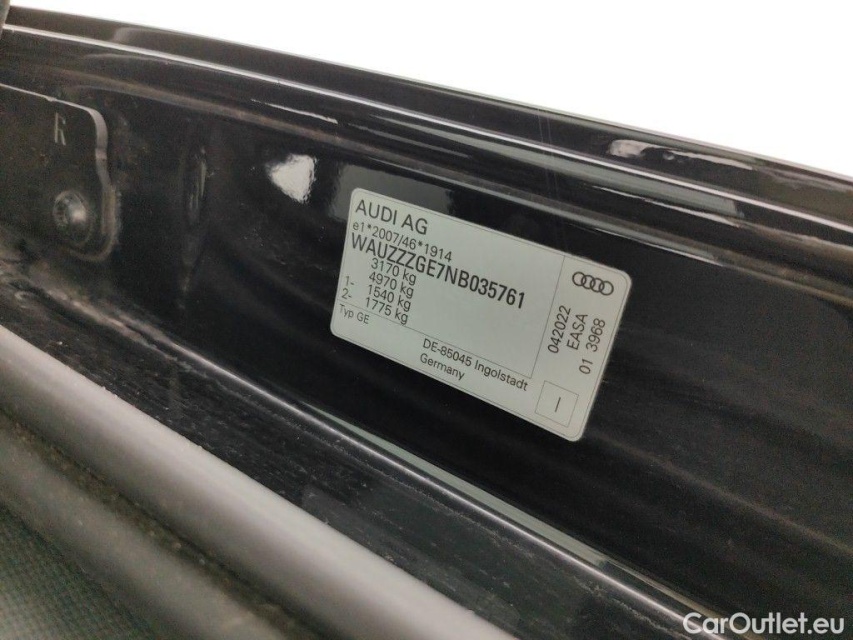 R
AUDI AG
e1*2007/46*1914
WAUZZZGE7NB035761
3170 kg
4970 kg
1- 1540 kg
2- 1775 kg
Typ GE
DE-85045 Ingolstadt
Germany
042022
EASA
01 3968
I
CarOutlet.eu